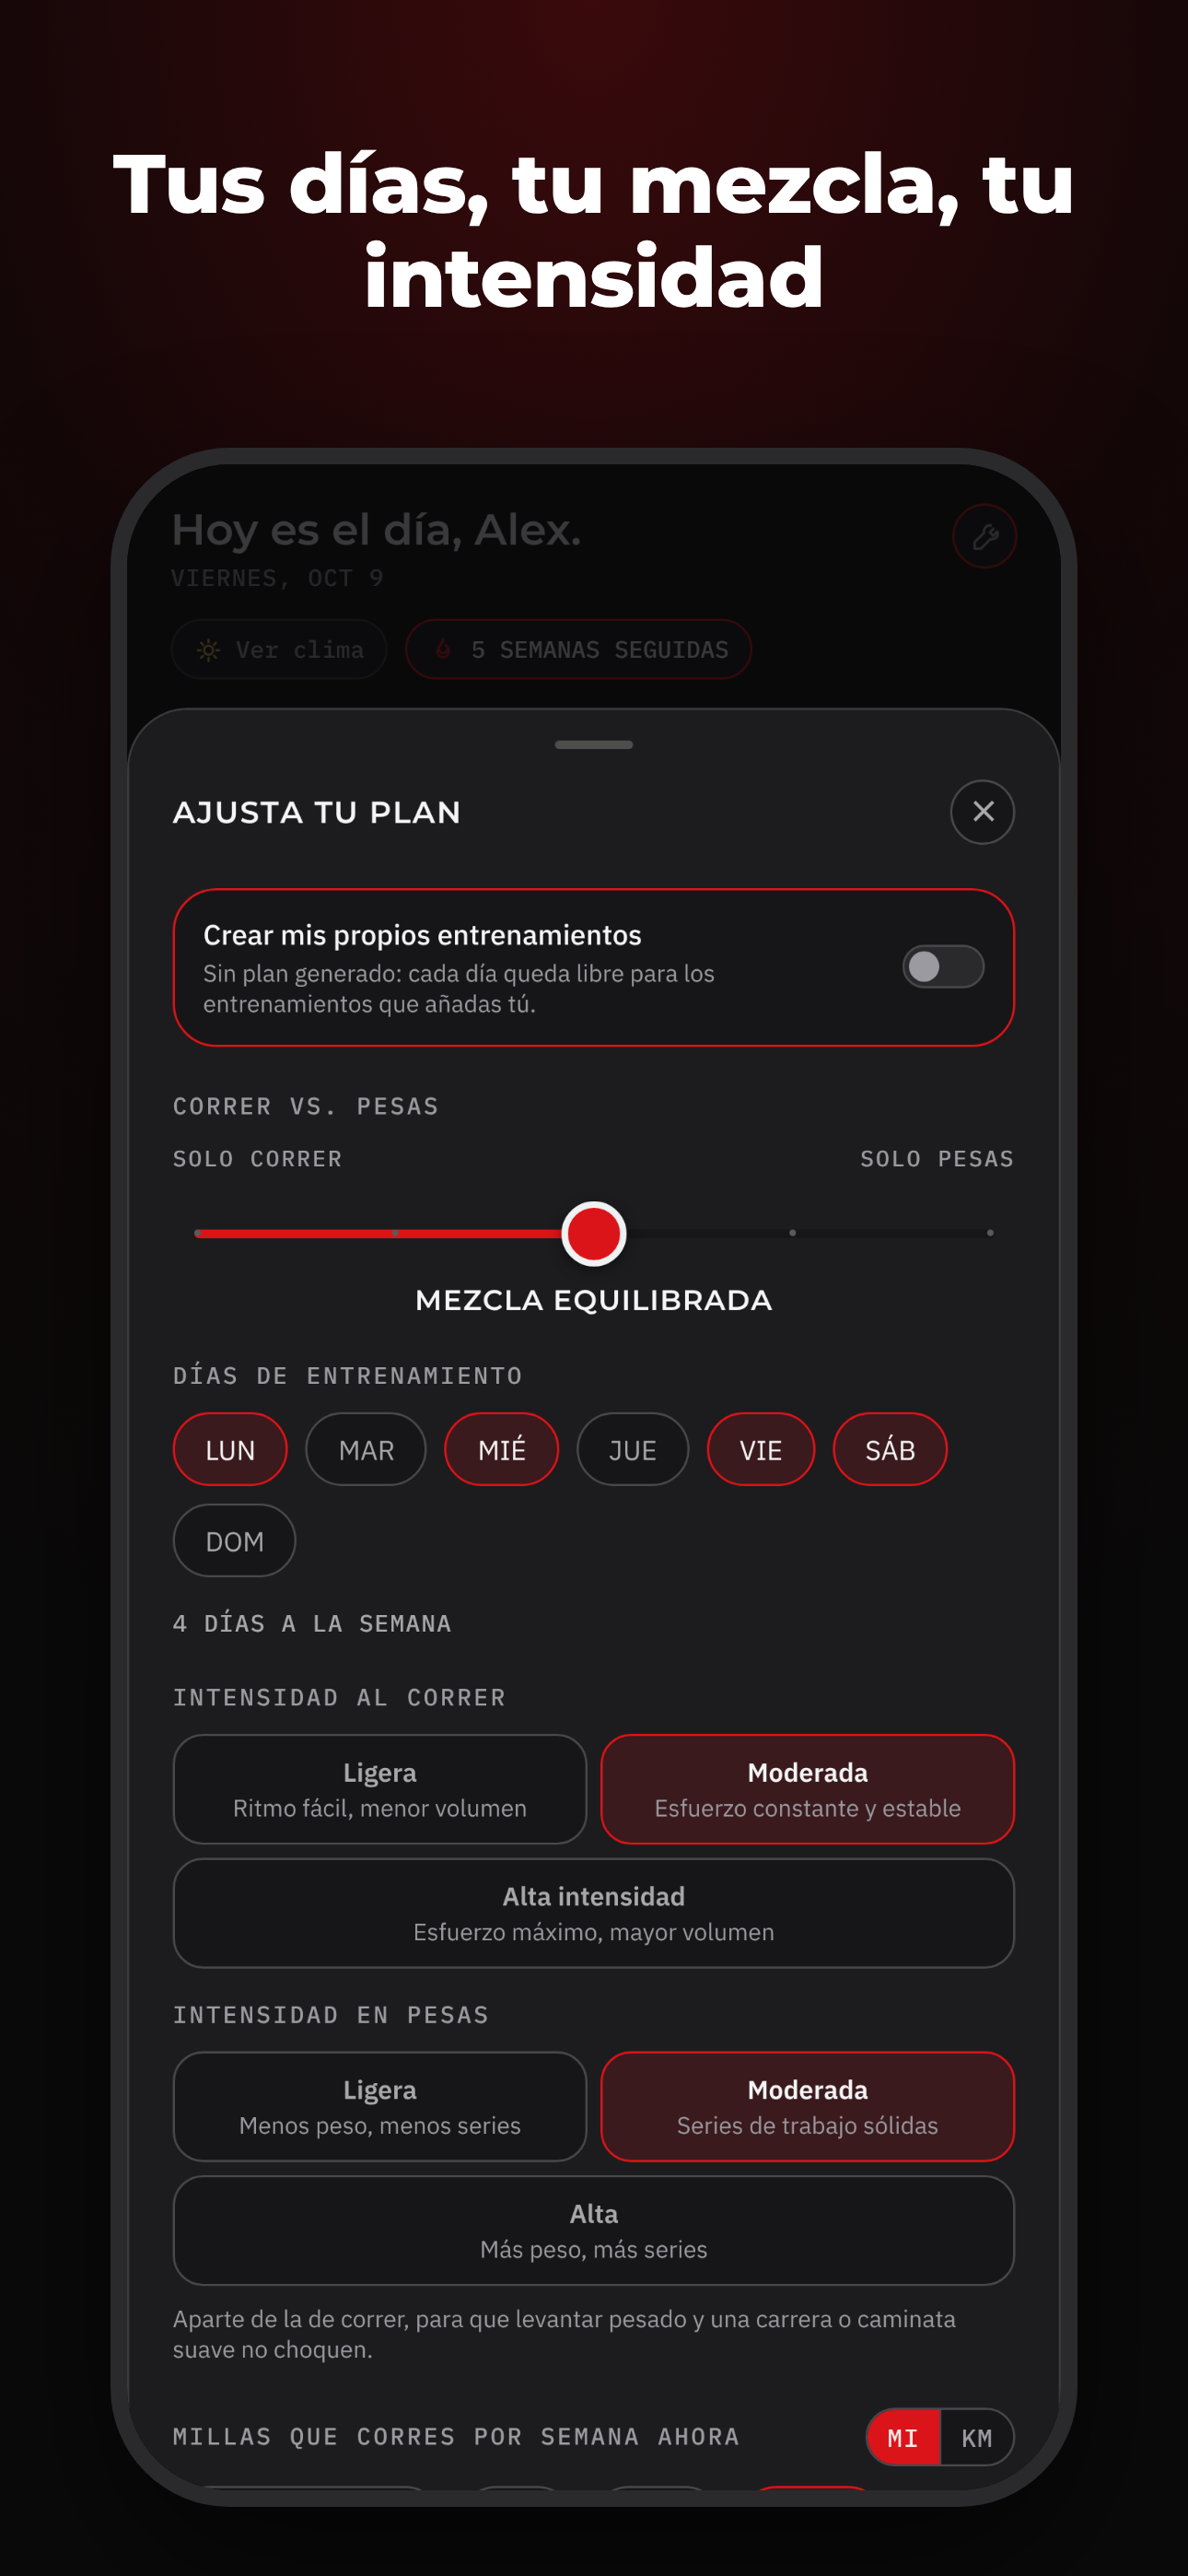 Tus días, tu mezcla, tu
intensidad
Hoy es el día, Alex.
VIERNES, OCT 9
Ver clima
5 SEMANAS SEGUIDAS
AJUSTA TU PLAN
Crear mis propios entrenamientos
Sin plan generado: cada día queda libre para los
entrenamientos que añadas tú.
CORRER VS. PESAS
SOLO CORRER
SOLO PESAS
MEZCLA EQUILIBRADA
DÍAS DE ENTRENAMIENTO
LUN MAR MIÉ JUE VIE SÁB
DOM
4 DÍAS A LA SEMANA
INTENSIDAD AL CORRER
Ligera
Ritmo fácil, menor volumen
Moderada
Esfuerzo constante y estable
Alta intensidad
Esfuerzo máximo, mayor volumen
INTENSIDAD EN PESAS
Ligera
Menos peso, menos series
Moderada
Series de trabajo sólidas
Alta
Más peso, más series
Aparte de la de correr, para que levantar pesado y una carrera o caminata
suave no choquen.
MILLAS QUE CORRES POR SEMANA AHORA
MI KM